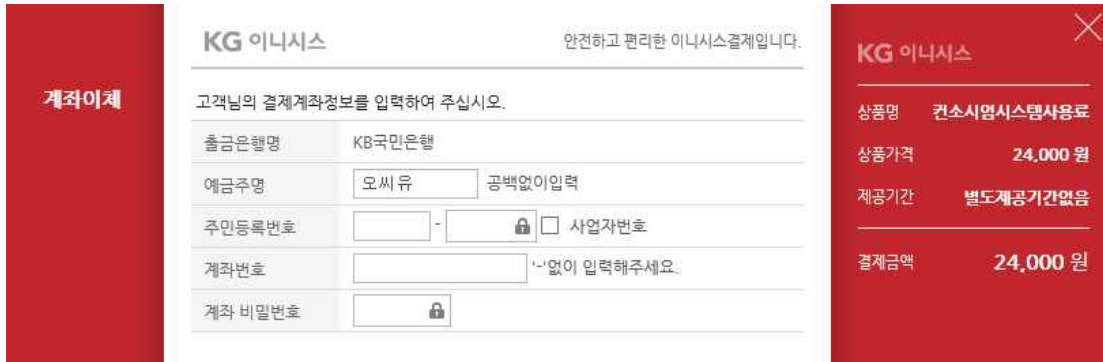 계좌이체
KG 이니시스
안전하고 편리한 이니시스결제입니다.
고객님의 결제계좌정보를 입력하여 주십시오.
출금은행명 KB국민은행
예금주명 오씨유 공백없이입력
주민등록번호 - 사업자번호
계좌번호 '-'없이 입력해주세요.
계좌 비밀번호
KG 이니시스
상품명 컨소시엄시스템사용료
상품가격 24,000 원
제공기간 별도제공기간없음
결제금액 24,000 원